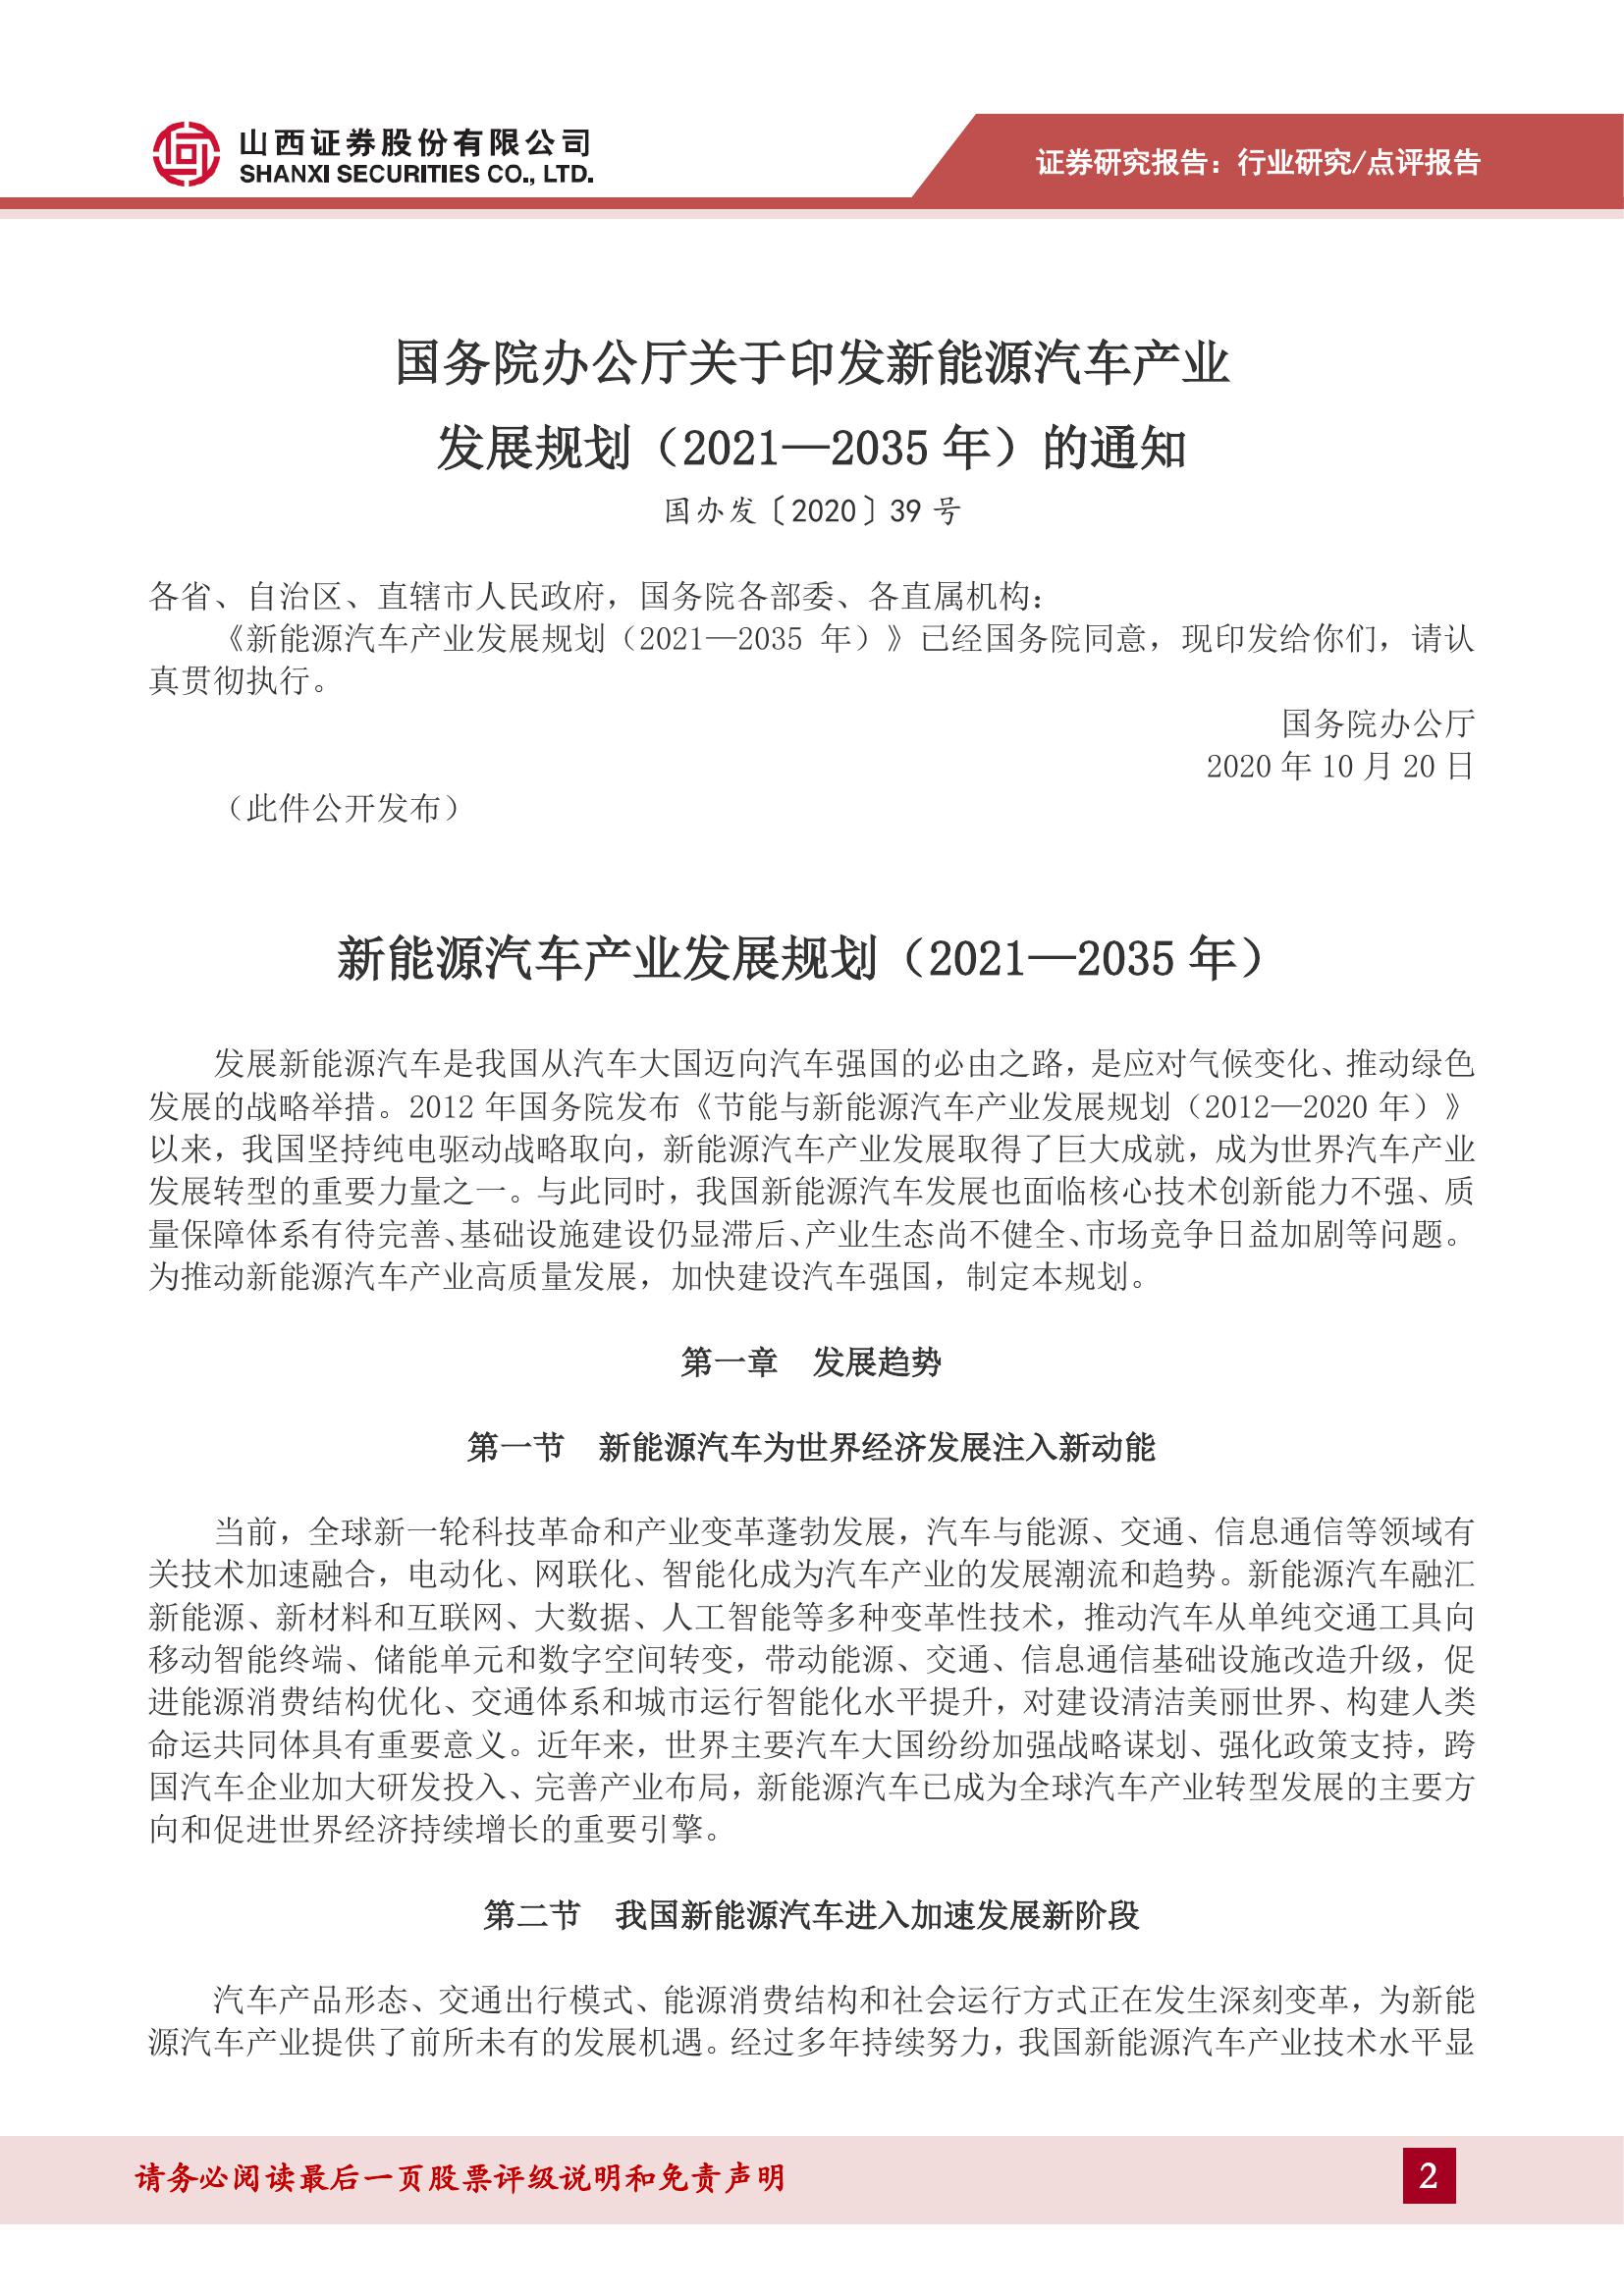 山西证券股份有限公司
SHANXI SECURITIES CO., LTD.
证券研究报告：行业研究/点评报告
国务院办公厅关于印发新能源汽车产业
发展规划（2021—2035 年）的通知
国办发〔2020〕39 号
各省、自治区、直辖市人民政府，国务院各部委、各直属机构：
《新能源汽车产业发展规划（2021—2035 年）》已经国务院同意，现印发给你们，请认
真贯彻执行。
国务院办公厅
2020 年 10 月 20 日
（此件公开发布）
新能源汽车产业发展规划（2021—2035 年）
发展新能源汽车是我国从汽车大国迈向汽车强国的必由之路，是应对气候变化、推动绿色
发展的战略举措。2012 年国务院发布《节能与新能源汽车产业发展规划（2012—2020 年）》
以来，我国坚持纯电驱动战略取向，新能源汽车产业发展取得了巨大成就，成为世界汽车产业
发展转型的重要力量之一。与此同时，我国新能源汽车发展也面临核心技术创新能力不强、质
量保障体系有待完善、基础设施建设仍显滞后、产业生态尚不健全、市场竞争日益加剧等问题。
为推动新能源汽车产业高质量发展，加快建设汽车强国，制定本规划。
第一章　发展趋势
第一节　新能源汽车为世界经济发展注入新动能
当前，全球新一轮科技革命和产业变革蓬勃发展，汽车与能源、交通、信息通信等领域有
关技术加速融合，电动化、网联化、智能化成为汽车产业的发展潮流和趋势。新能源汽车融汇
新能源、新材料和互联网、大数据、人工智能等多种变革性技术，推动汽车从单纯交通工具向
移动智能终端、储能单元和数字空间转变，带动能源、交通、信息通信基础设施改造升级，促
进能源消费结构优化、交通体系和城市运行智能化水平提升，对建设清洁美丽世界、构建人类
命运共同体具有重要意义。近年来，世界主要汽车大国纷纷加强战略谋划、强化政策支持，跨
国汽车企业加大研发投入、完善产业布局，新能源汽车已成为全球汽车产业转型发展的主要方
向和促进世界经济持续增长的重要引擎。
第二节　我国新能源汽车进入加速发展新阶段
汽车产品形态、交通出行模式、能源消费结构和社会运行方式正在发生深刻变革，为新能
源汽车产业提供了前所未有的发展机遇。经过多年持续努力，我国新能源汽车产业技术水平显
请务必阅读最后一页股票评级说明和免责声明
2